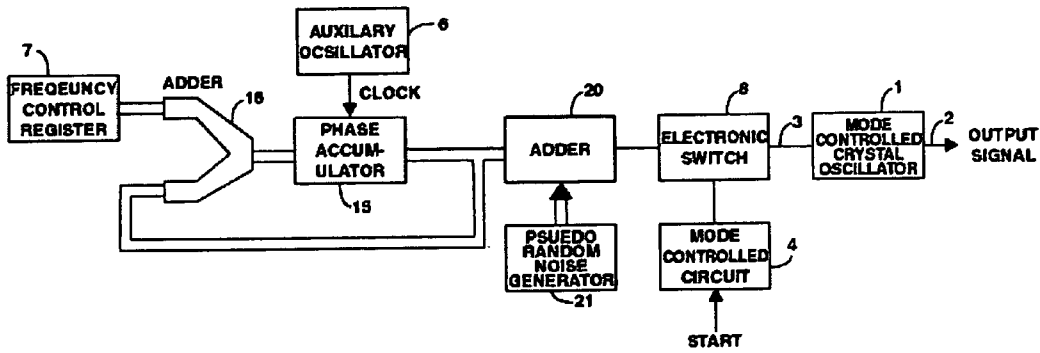 7
FREQEUNCY
CONTROL
REGISTER
ADDER
16
AUXILARY
OCSILLATOR
6
CLOCK
PHASE
ACCUM-
ULATOR
15
20
ADDER
PSUEDO
RANDOM
NOISE
GENERATOR
21
8
ELECTRONIC
SWITCH
3
MODE
CONTROLLED
CIRCUIT
4
START
1
MODE
CONTROLLED
CRYSTAL
OSCILLATOR
2
OUTPUT
SIGNAL